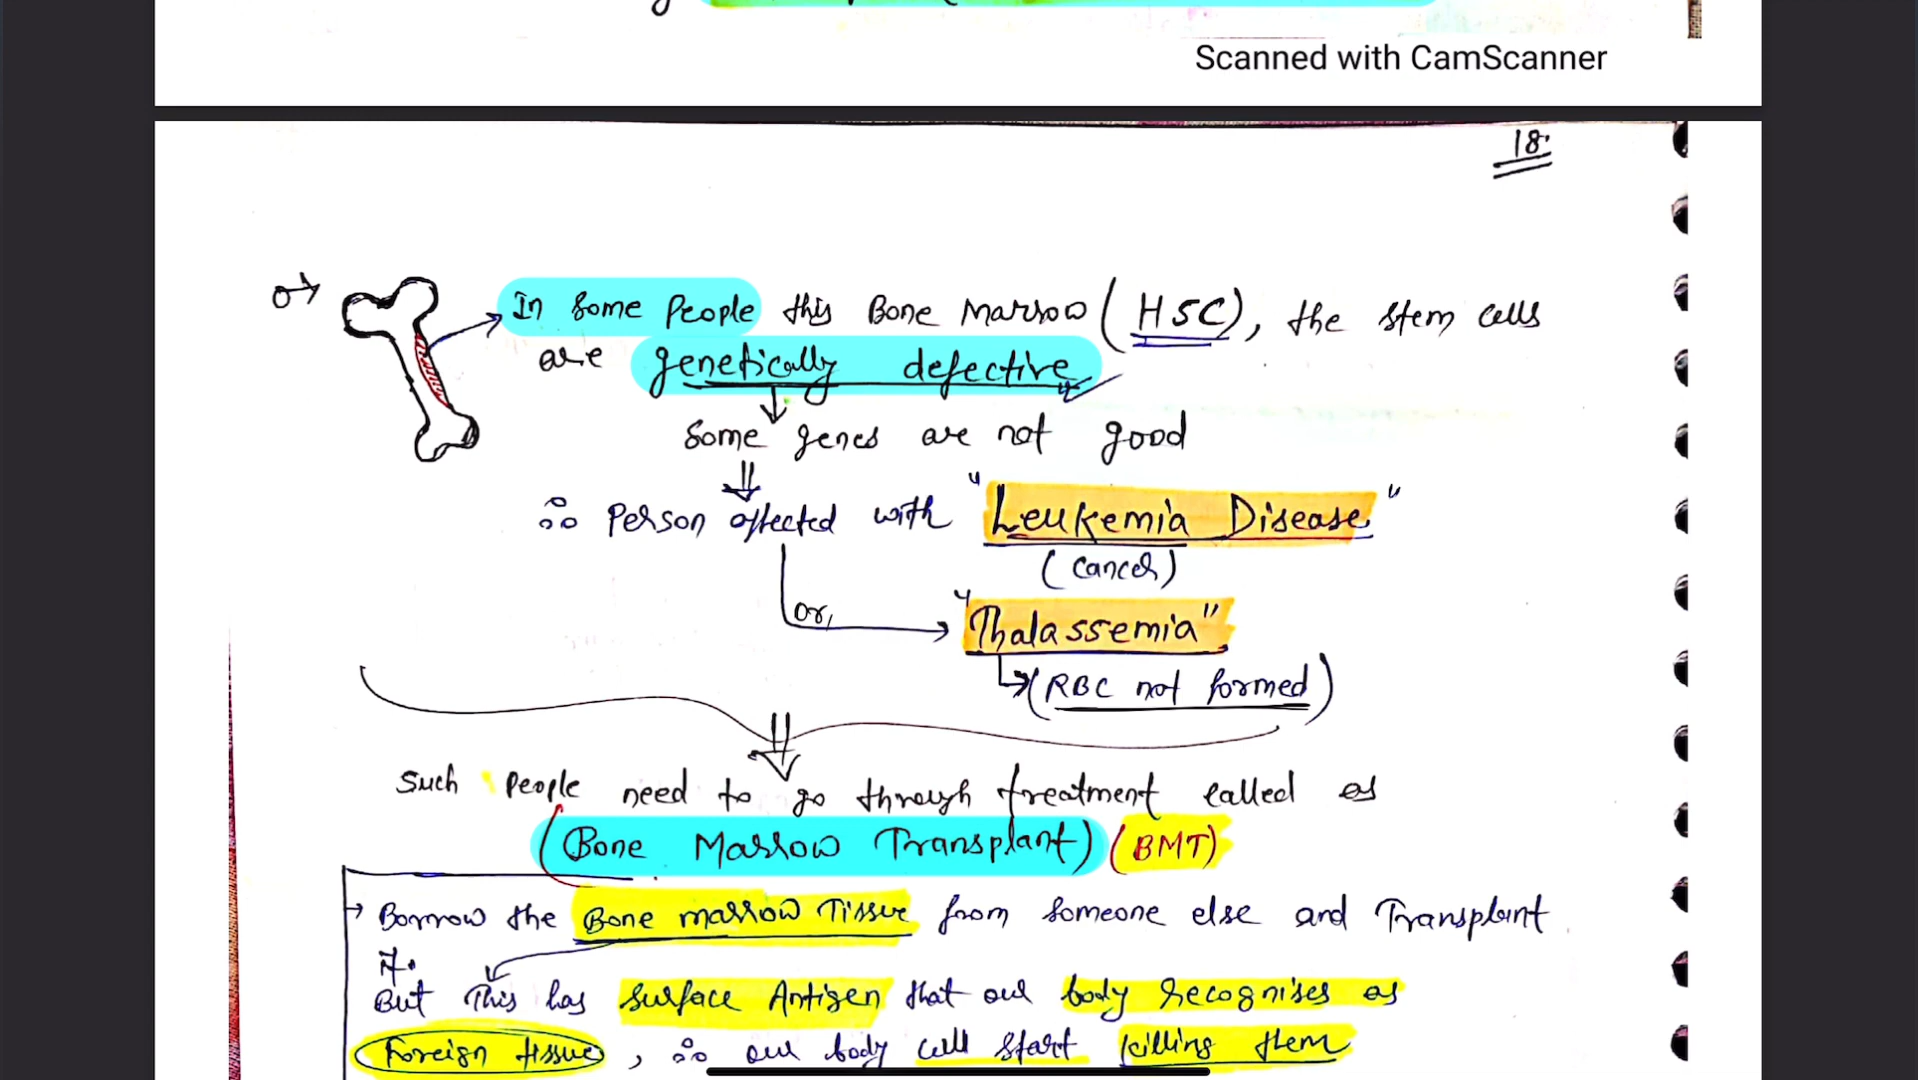 Scanned with CamScanner
18.
In some People this Bone Marrow (HSC), the stem cells
are genetically defective
some genes are not good
∴ Person affected with "Leukemia Disease"
(cancer)
or,
"Thalassemia"
(RBC not formed)
Such People need to go through treatment called as
(Bone Marrow Transplant) (BMT)
→ Borrow the Bone marrow Tissue from someone else and Transplant
it.
But This has surface Antigen that our body recognises as
foreign tissue, ∴ our body cell start killing them